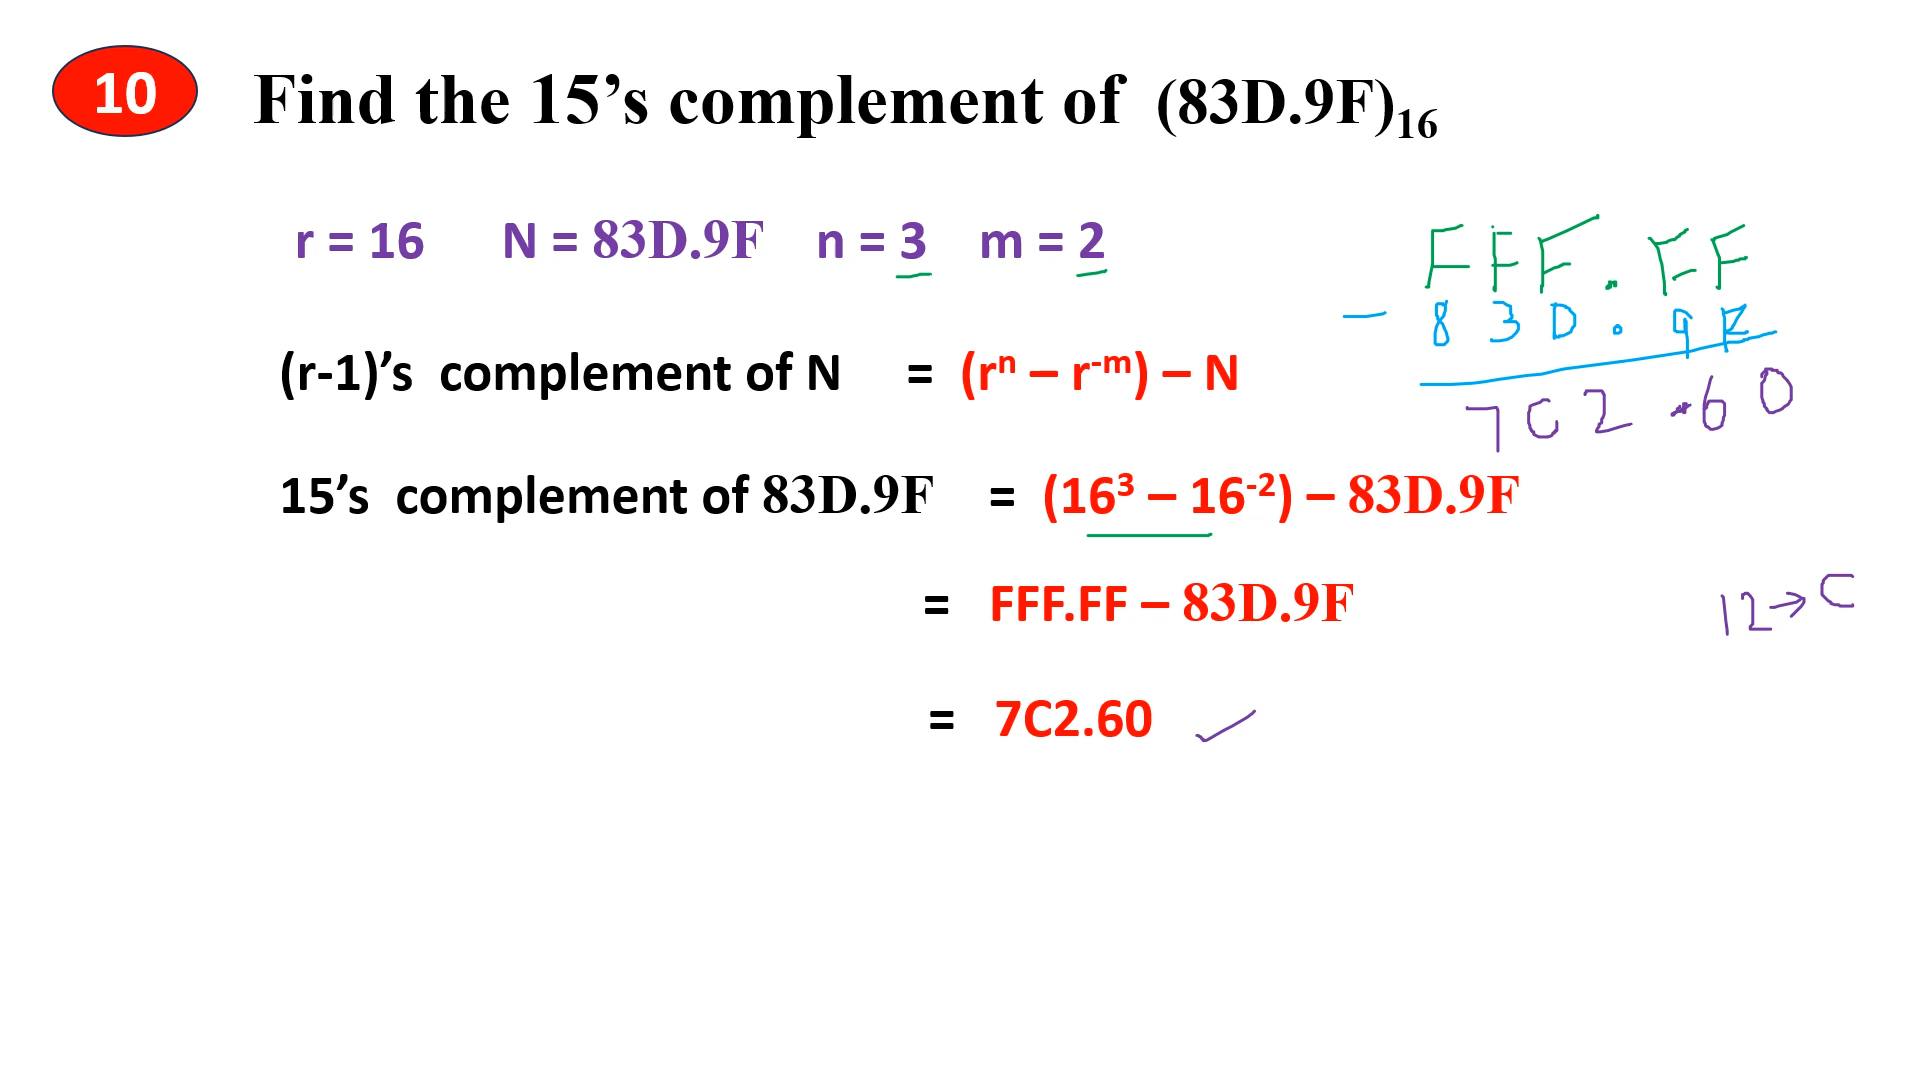 10 Find the 15’s complement of (83D.9F)₁₆
r = 16 N = 83D.9F n = 3 m = 2
FFF.FF
– 83D.9F
(r-1)’s complement of N = (rⁿ – r⁻ᵐ) – N
7C2.60
15’s complement of 83D.9F = (16³ – 16⁻²) – 83D.9F
= FFF.FF – 83D.9F
12→C
= 7C2.60 ✓